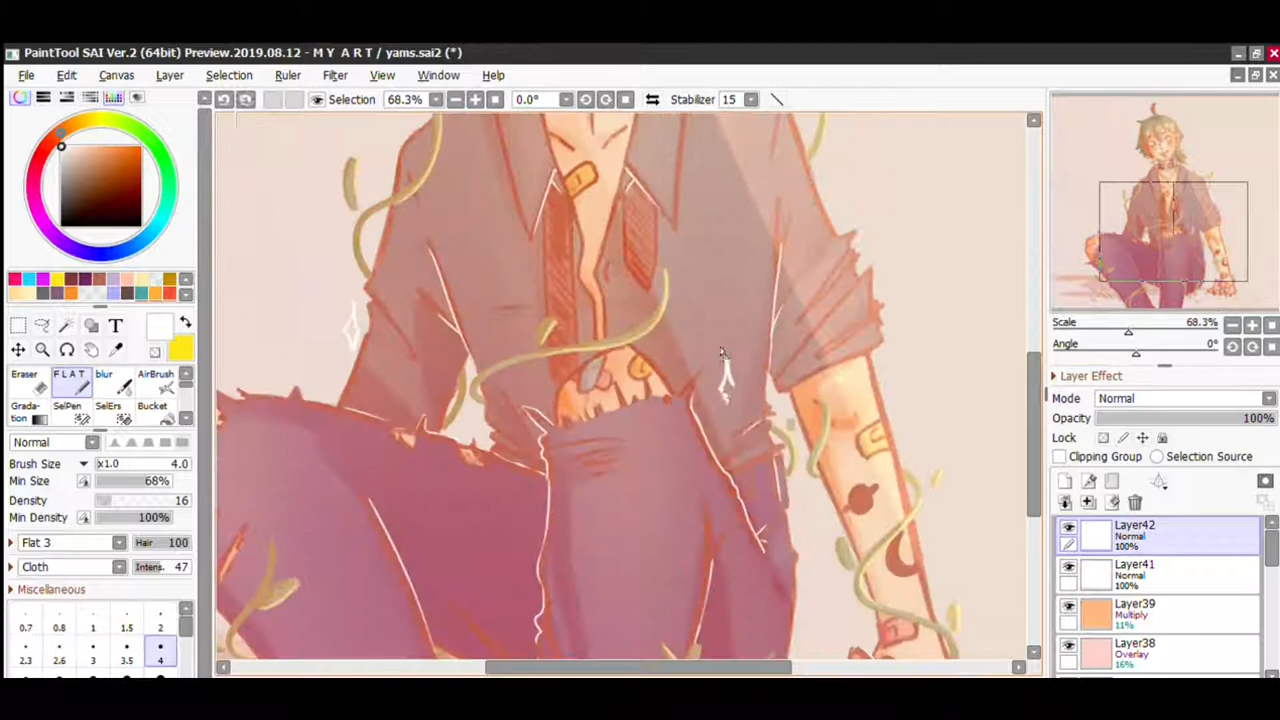 PaintTool SAI Ver.2 (64bit) Preview.2019.08.12 - M Y A R T / yams.sai2 (*)
File Edit Canvas Layer Selection Ruler Filter View Window Help
Selection 68.3% 0.0° Stabilizer 15
T
Eraser F L A T blur AirBrush
Grada-tion SelPen SelErs Bucket
Normal
Brush Size x1.0 4.0
Min Size 68%
Density 16
Min Density 100%
Flat 3 Hair 100
Cloth Intens. 47
Miscellaneous
0.7 0.8 1 1.5 2
2.3 2.6 3 3.5 4
Scale 68.3%
Angle 0°
Layer Effect
Mode Normal
Opacity 100%
Lock
Clipping Group Selection Source
Layer42
Normal
100%
Layer41
Normal
100%
Layer39
Multiply
11%
Layer38
Overlay
16%